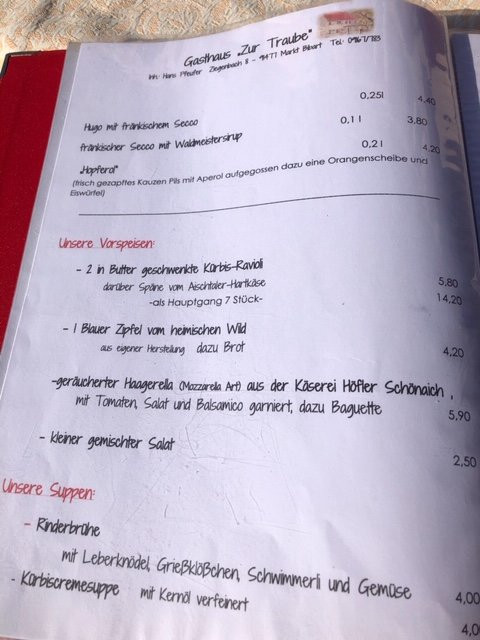 Gasthaus „Zur Traube"
Inh. Hans Pfeufer Ziegenbach 8 - 91477 Markt Bibart Tel: 09167/783
0,25l 4,40
Hugo mit fränkischem Secco 0,1 l 3,80
fränkischer Secco mit Waldmeistersirup 0,2 l 4,20
„Hopferol"
(frisch gezapftes Kauzen Pils mit Aperol aufgegossen dazu eine Orangenscheibe und
Eiswürfel)
Unsere Vorspeisen:
- 2 in Butter geschwenkte Kürbis-Ravioli
darüber Späne vom Aischtaler-Hartkäse 5,80
-als Hauptgang 7 Stück- 14,20
- 1 Blauer Zipfel vom heimischen Wild
aus eigener Herstellung dazu Brot 4,20
-geräucherter Haagerella (Mozzarella Art) aus der Käserei Höfler Schönaich ,
mit Tomaten, Salat und Balsamico garniert, dazu Baguette 5,90
- kleiner gemischter Salat 2,50
Unsere Suppen:
- Rinderbrühe
mit Leberknödel, Grießklößchen, Schwimmerli und Gemüse 4,00
- Kürbiscremesuppe mit Kernöl verfeinert 4,0